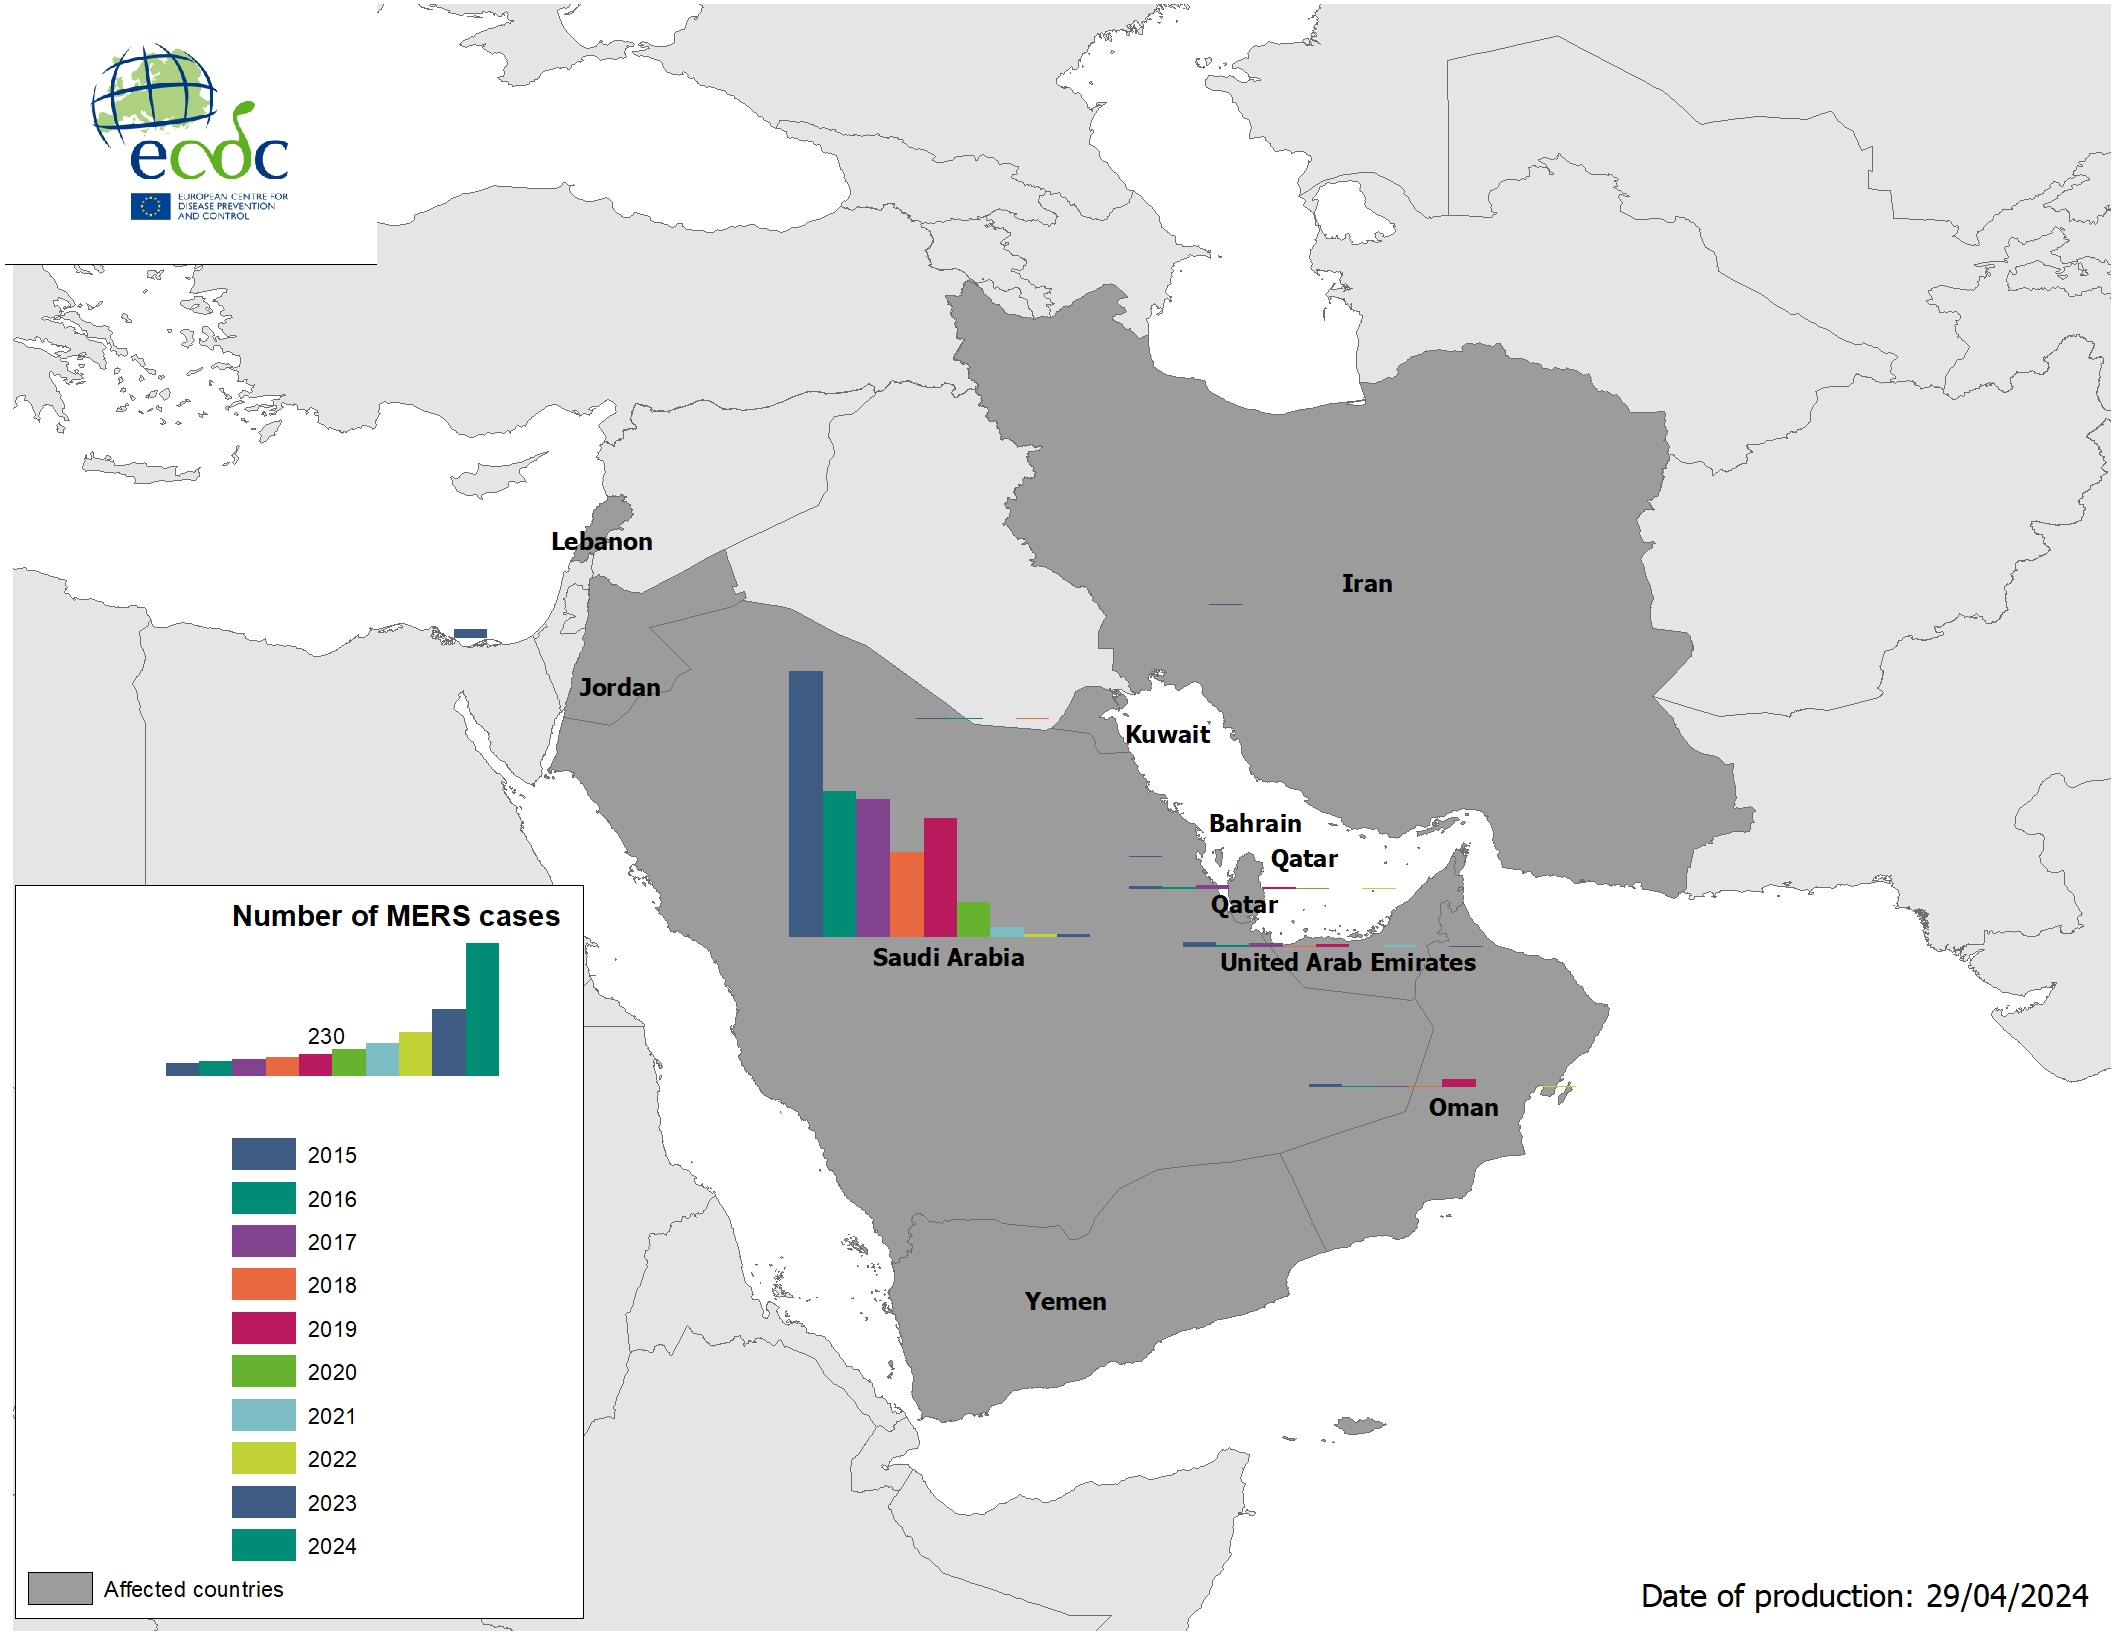 ecdc
EUROPEAN CENTRE FOR
DISEASE PREVENTION
AND CONTROL
Lebanon
Iran
Jordan
Kuwait
Bahrain
Qatar
Qatar
Saudi Arabia
United Arab Emirates
Oman
Yemen
Number of MERS cases
230
2015
2016
2017
2018
2019
2020
2021
2022
2023
2024
Affected countries
Date of production: 29/04/2024